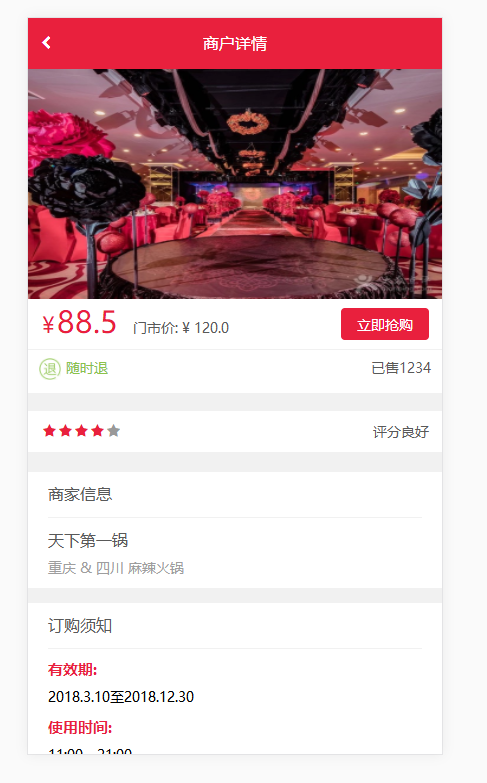 商户详情
¥88.5 门市价: ¥ 120.0 立即抢购
退 随时退 已售1234
评分良好
商家信息
天下第一锅
重庆 & 四川 麻辣火锅
订购须知
有效期:
2018.3.10至2018.12.30
使用时间: